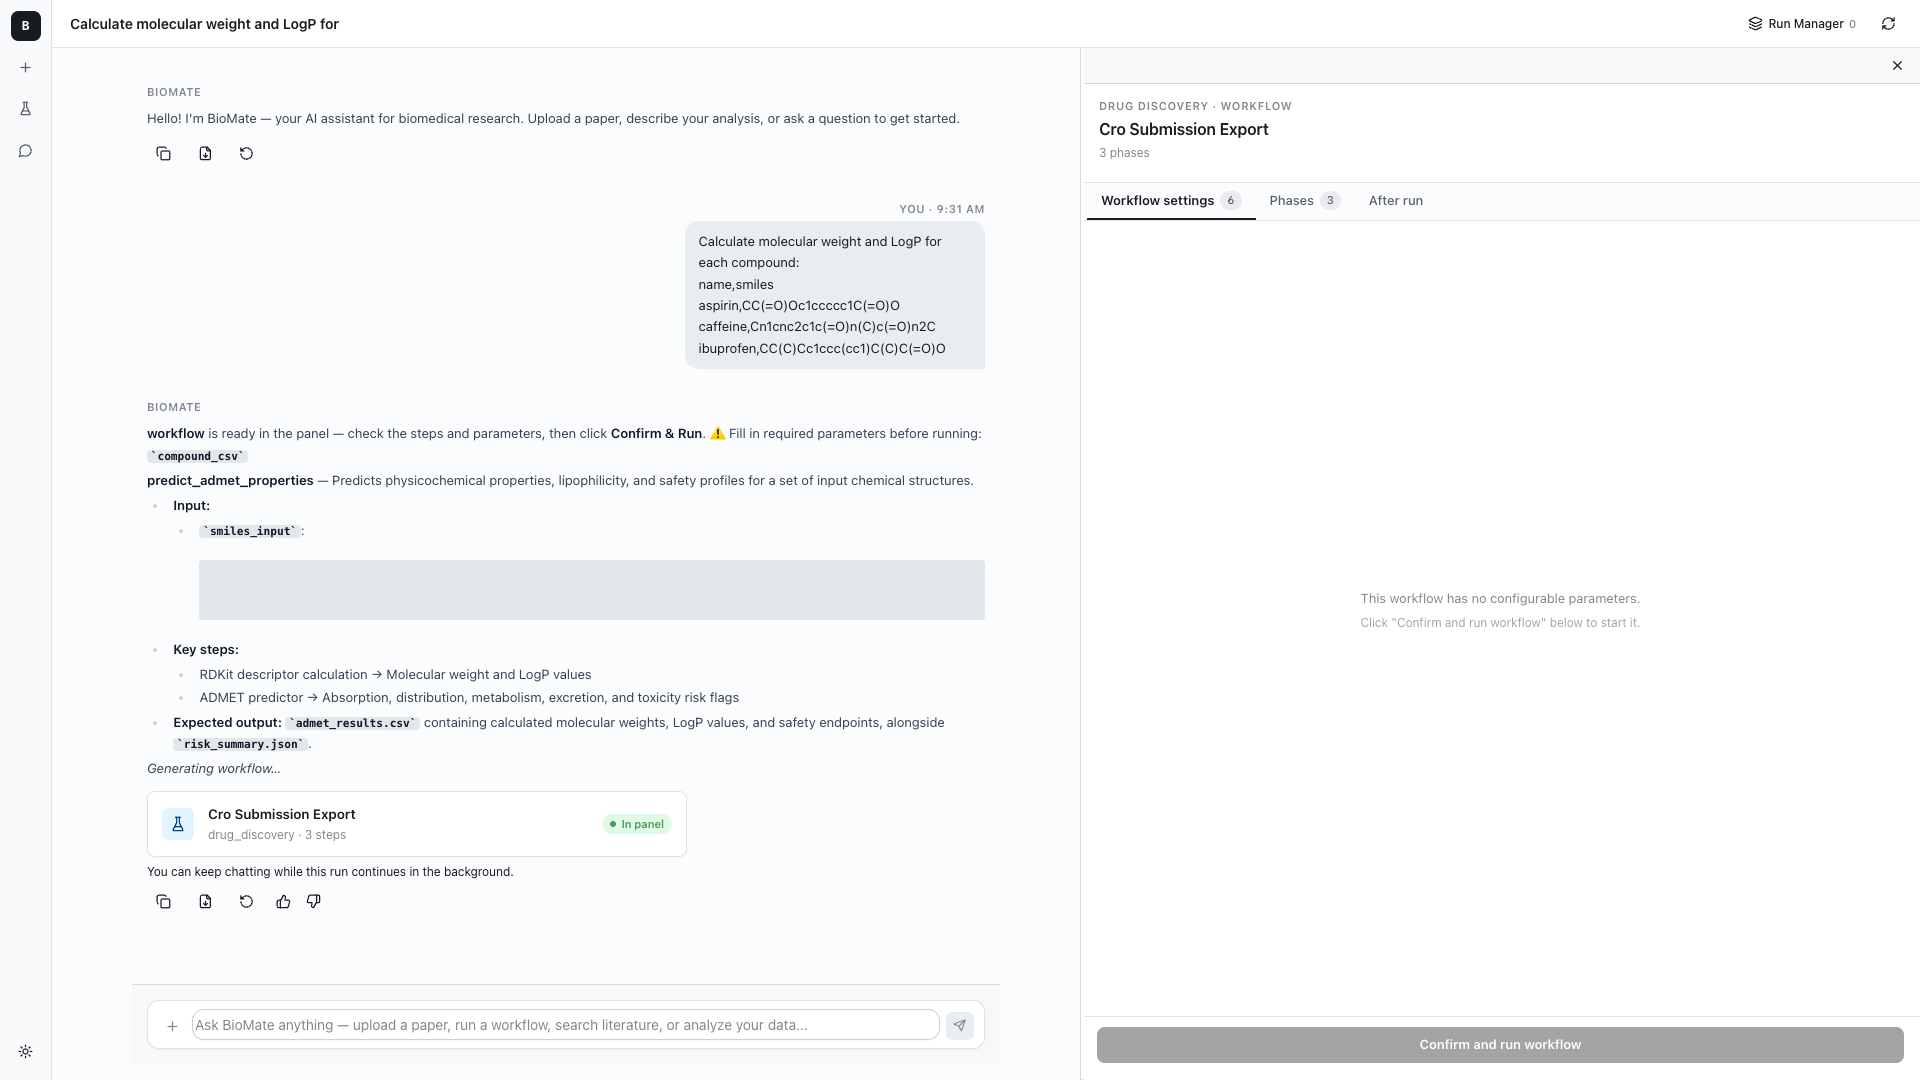 B
Calculate molecular weight and LogP for
Run Manager 0
BIOMATE
Hello! I'm BioMate — your AI assistant for biomedical research. Upload a paper, describe your analysis, or ask a question to get started.
YOU · 9:31 AM
Calculate molecular weight and LogP for
each compound:
name,smiles
aspirin,CC(=O)Oc1ccccc1C(=O)O
caffeine,Cn1cnc2c1c(=O)n(C)c(=O)n2C
ibuprofen,CC(C)Cc1ccc(cc1)C(C)C(=O)O
BIOMATE
workflow is ready in the panel — check the steps and parameters, then click Confirm & Run. ⚠️ Fill in required parameters before running:
`compound_csv`
predict_admet_properties — Predicts physicochemical properties, lipophilicity, and safety profiles for a set of input chemical structures.
Input:
`smiles_input`:
Key steps:
RDKit descriptor calculation → Molecular weight and LogP values
ADMET predictor → Absorption, distribution, metabolism, excretion, and toxicity risk flags
Expected output: `admet_results.csv` containing calculated molecular weights, LogP values, and safety endpoints, alongside
`risk_summary.json`.
Generating workflow...
Cro Submission Export
drug_discovery · 3 steps
In panel
You can keep chatting while this run continues in the background.
Ask BioMate anything — upload a paper, run a workflow, search literature, or analyze your data...
DRUG DISCOVERY · WORKFLOW
Cro Submission Export
3 phases
Workflow settings 6 Phases 3 After run
This workflow has no configurable parameters.
Click "Confirm and run workflow" below to start it.
Confirm and run workflow